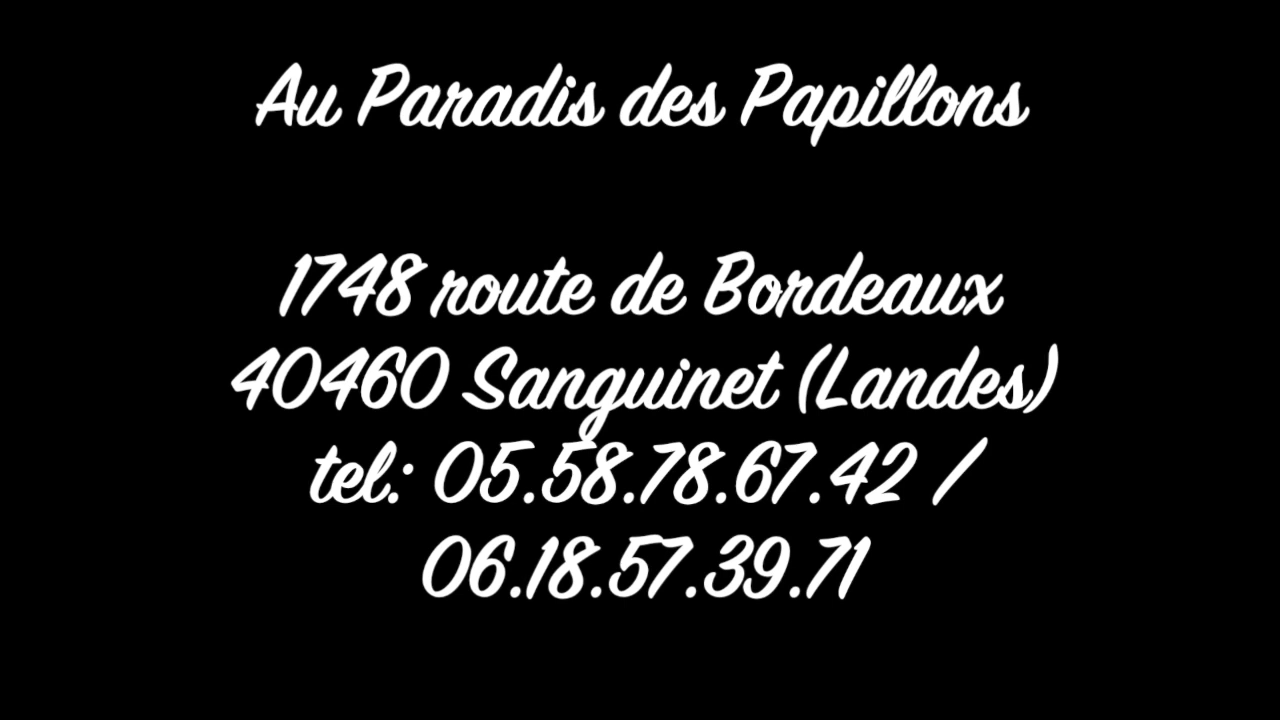 Au Paradis des Papillons
1748 route de Bordeaux
40460 Sanguinet (Landes)
tel: 05.58.78.67.42 /
06.18.57.39.71